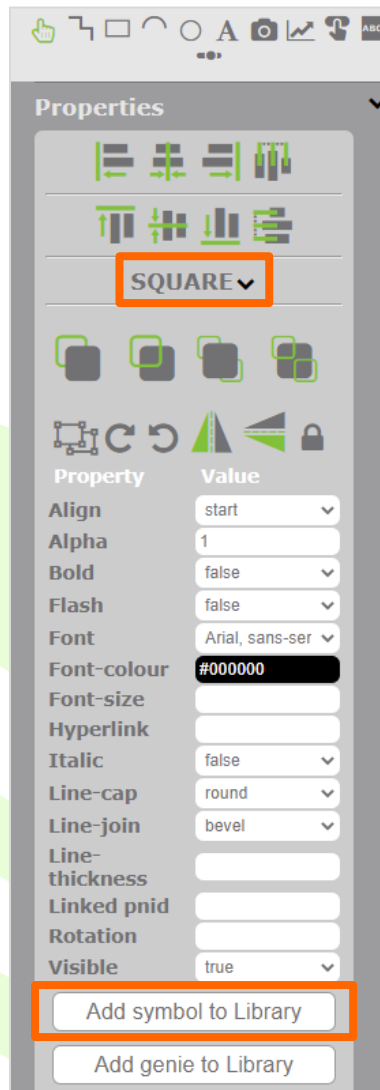 A ABC
Properties
SQUARE
Property Value
Align start
Alpha 1
Bold false
Flash false
Font Arial, sans-ser
Font-colour #000000
Font-size
Hyperlink
Italic false
Line-cap round
Line-join bevel
Line-
thickness
Linked pnid
Rotation
Visible true
Add symbol to Library
Add genie to Library